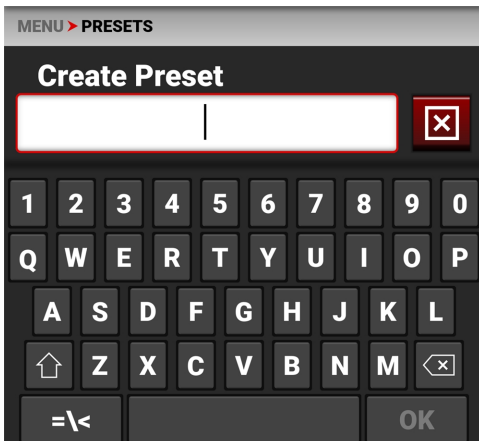 MENU > PRESETS
Create Preset
1 2 3 4 5 6 7 8 9 0
Q W E R T Y U I O P
A S D F G H J K L
Z X C V B N M
=\< OK